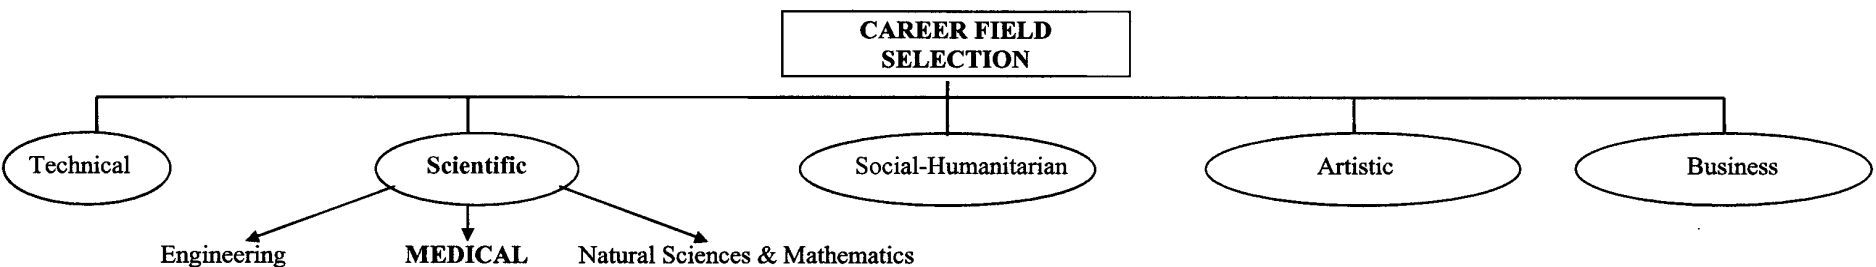 CAREER FIELD
SELECTION
Technical
Scientific
Social-Humanitarian
Artistic
Business
Engineering
MEDICAL
Natural Sciences & Mathematics